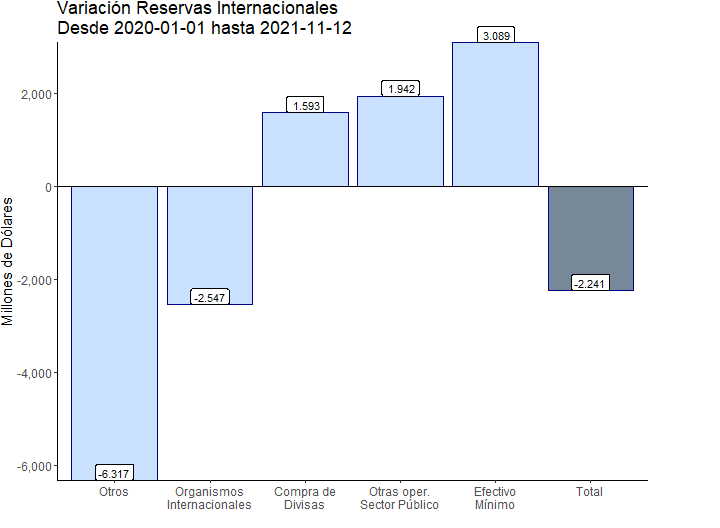 Variación Reservas Internacionales
Desde 2020-01-01 hasta 2021-11-12
Millones de Dólares
2,000
0
-2,000
-4,000
-6,000
-6.317
-2.547
1.593
1.942
3.089
-2.241
Otros
Organismos
Internacionales
Compra de
Divisas
Otras oper.
Sector Público
Efectivo
Mínimo
Total